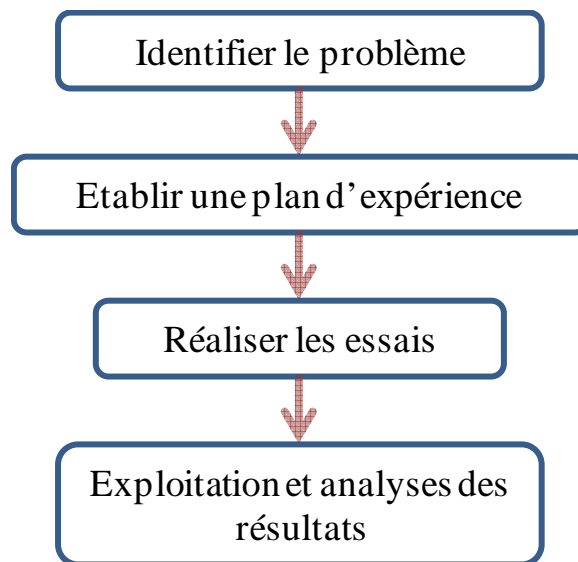 Identifier le problème
Etablir une plan d'expérience
Réaliser les essais
Exploitation et analyses des
résultats